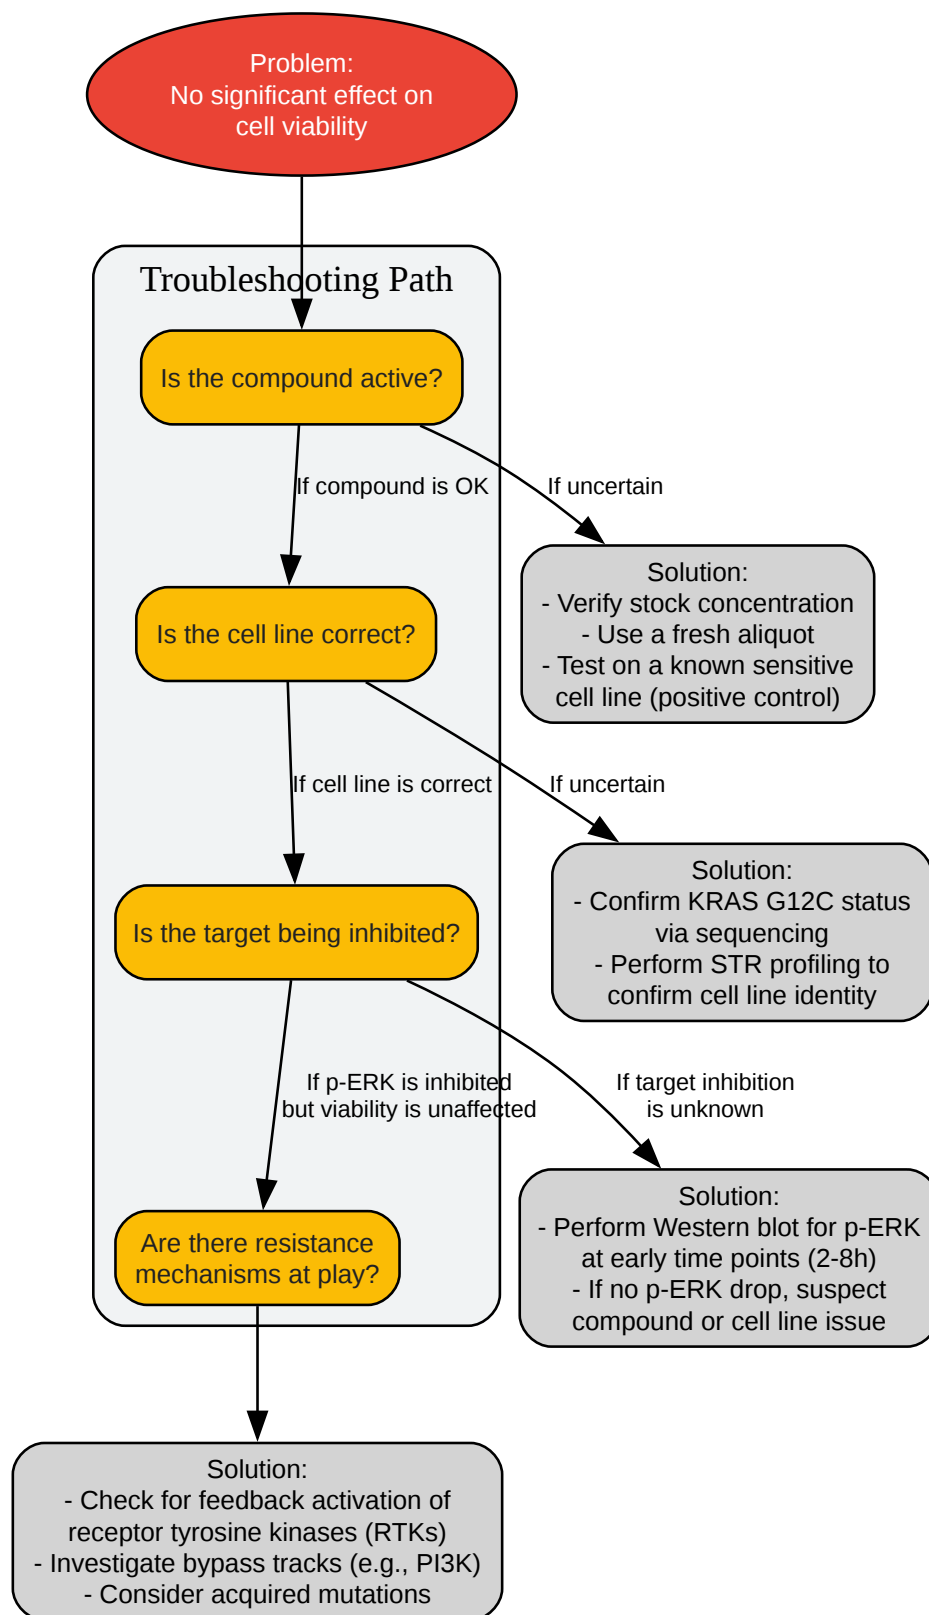 Problem:
No significant effect on
cell viability
Troubleshooting Path
Is the compound active?
If compound is OK
If uncertain
Solution:
- Verify stock concentration
- Use a fresh aliquot
- Test on a known sensitive
cell line (positive control)
Is the cell line correct?
If cell line is correct
If uncertain
Solution:
- Confirm KRAS G12C status
via sequencing
- Perform STR profiling to
confirm cell line identity
Is the target being inhibited?
If p-ERK is inhibited
but viability is unaffected
If target inhibition
is unknown
Solution:
- Perform Western blot for p-ERK
at early time points (2-8h)
- If no p-ERK drop, suspect
compound or cell line issue
Are there resistance
mechanisms at play?
Solution:
- Check for feedback activation of
receptor tyrosine kinases (RTKs)
- Investigate bypass tracks (e.g., PI3K)
- Consider acquired mutations